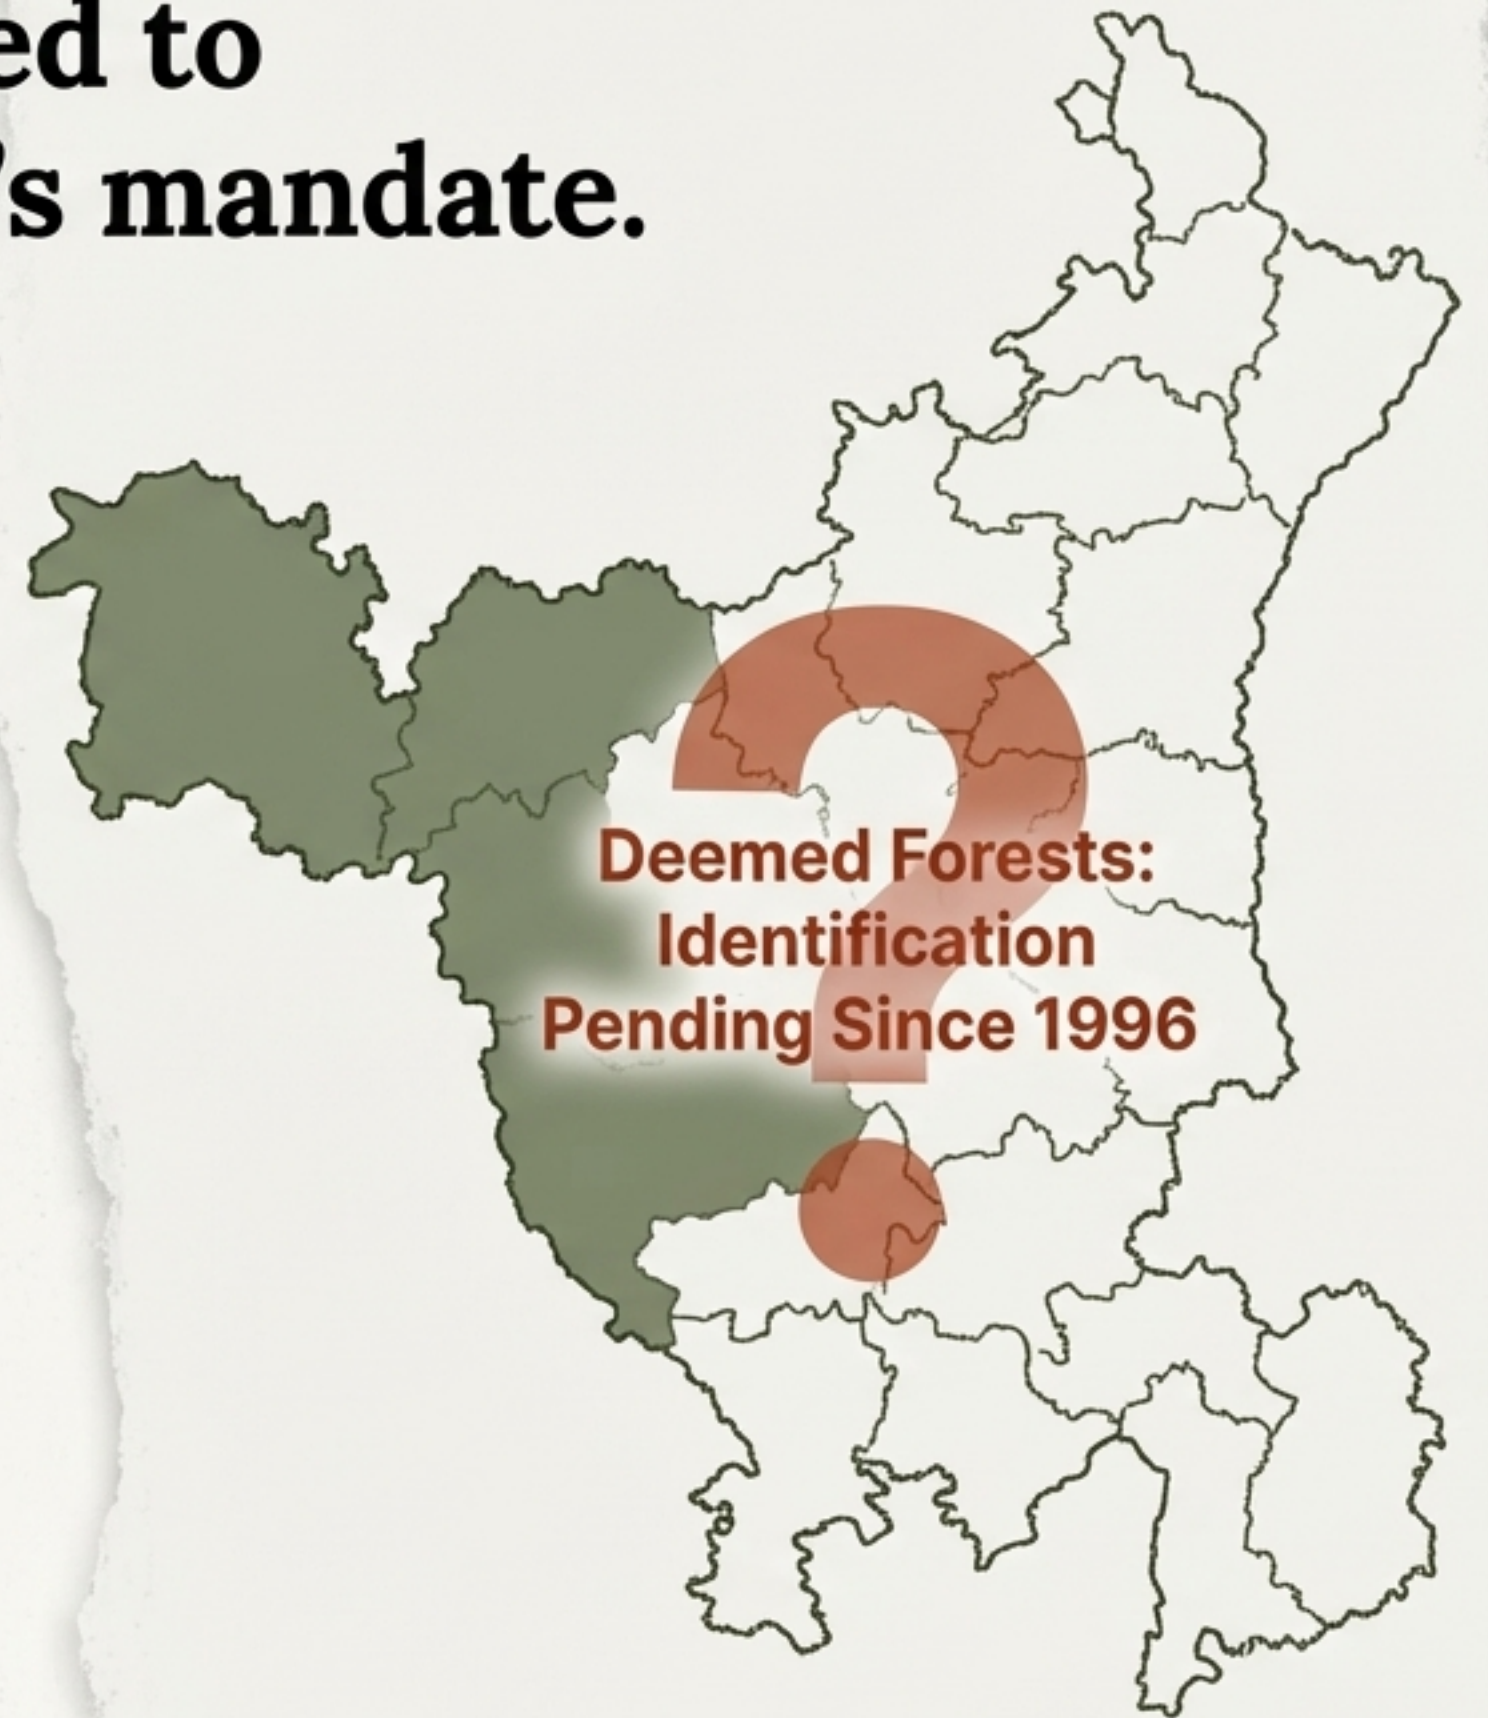 ed to
's mandate.
Deemed Forests:
Identification
Pending Since 1996